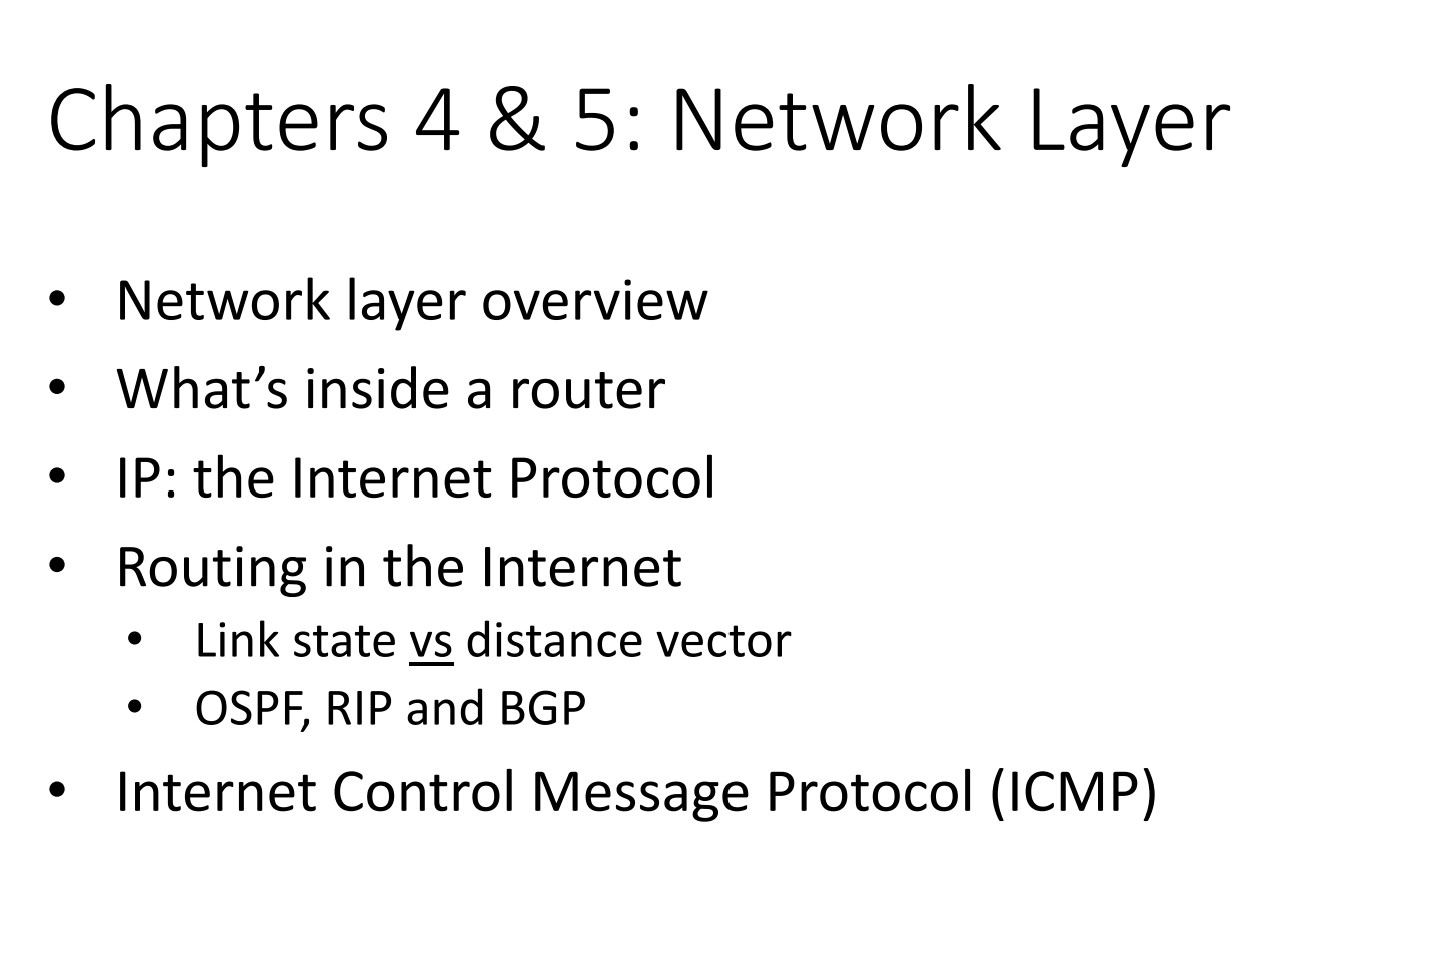 Chapters 4 & 5: Network Layer
• Network layer overview
• What’s inside a router
• IP: the Internet Protocol
• Routing in the Internet
• Link state vs distance vector
• OSPF, RIP and BGP
• Internet Control Message Protocol (ICMP)